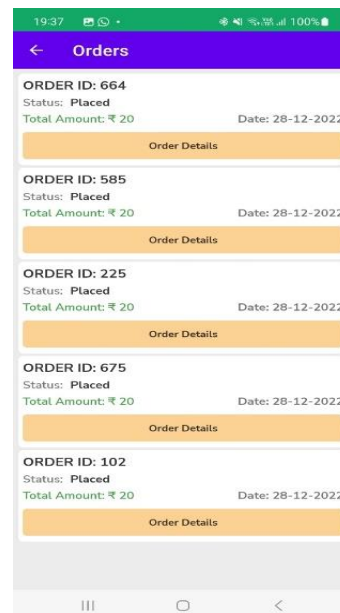 19:37 100%
Orders
ORDER ID: 664
Status: Placed
Total Amount: ₹ 20 Date: 28-12-2022
Order Details
ORDER ID: 585
Status: Placed
Total Amount: ₹ 20 Date: 28-12-2022
Order Details
ORDER ID: 225
Status: Placed
Total Amount: ₹ 20 Date: 28-12-2022
Order Details
ORDER ID: 675
Status: Placed
Total Amount: ₹ 20 Date: 28-12-2022
Order Details
ORDER ID: 102
Status: Placed
Total Amount: ₹ 20 Date: 28-12-2022
Order Details